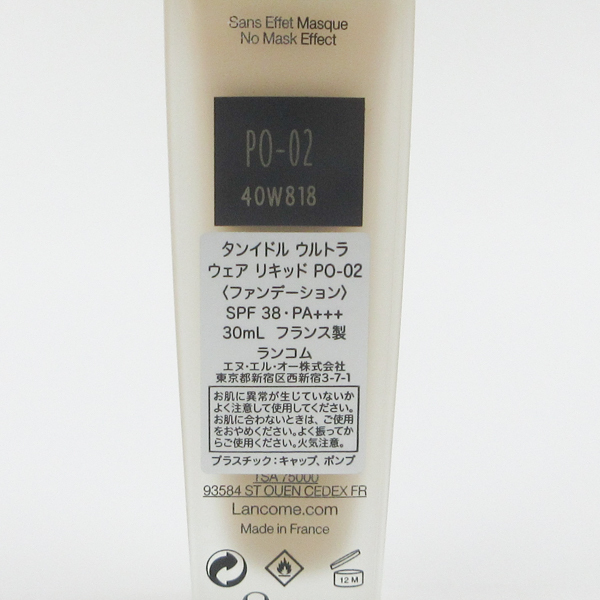 Sans Effet Masque
No Mask Effect
PO-02
40W818
タンイドル ウルトラ
ウェア リキッド PO-02
〈ファンデーション〉
SPF 38・PA+++
30mL フランス製
ランコム
エヌ・エル・オー株式会社
東京都新宿区西新宿3-7-1
お肌に異常が生じていないか
よく注意して使用してください。
お肌に合わないときは、ご使用
をおやめください。よく振ってか
らご使用ください。火気注意。
プラスチック：キャップ、ポンプ
TSA 75000
93584 ST OUEN CEDEX FR
Lancome.com
Made in France
12 M